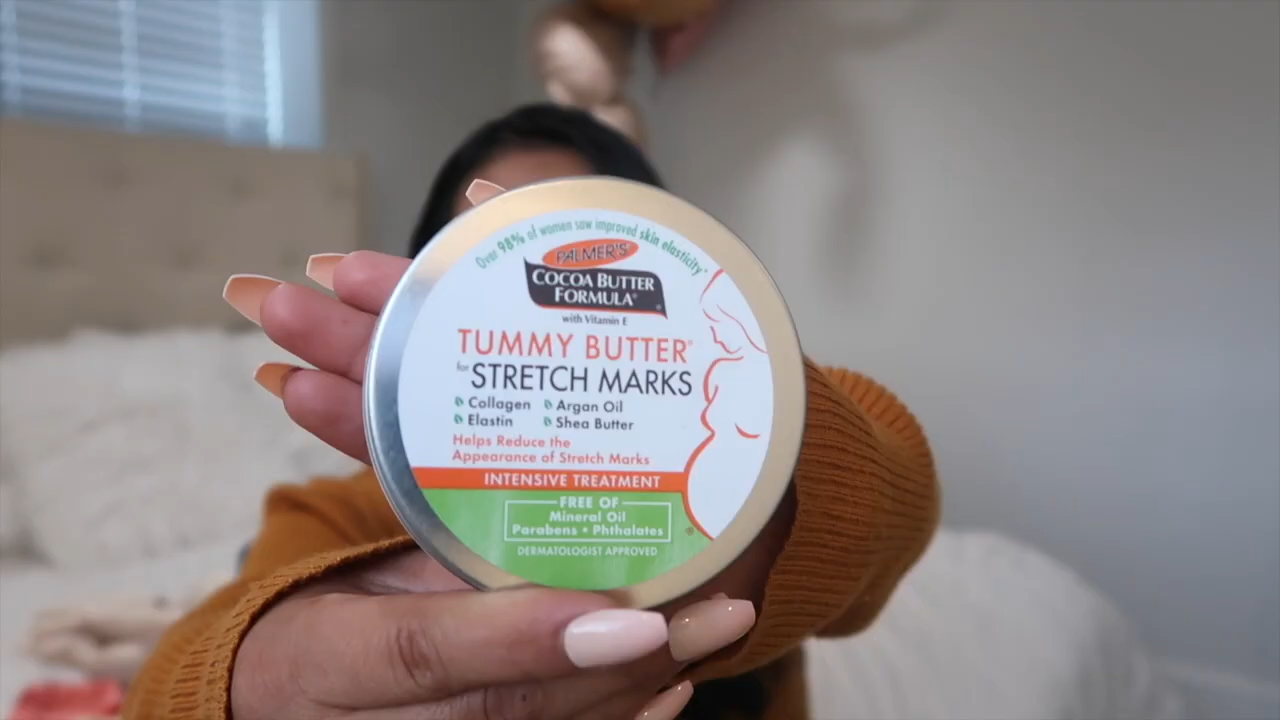 Over 98% of women saw improved skin elasticity*
PALMER'S®
COCOA BUTTER
FORMULA®
with Vitamin E
TUMMY BUTTER®
for STRETCH MARKS
Collagen Argan Oil
Elastin Shea Butter
Helps Reduce the
Appearance of Stretch Marks
INTENSIVE TREATMENT
FREE OF
Mineral Oil
Parabens • Phthalates
DERMATOLOGIST APPROVED